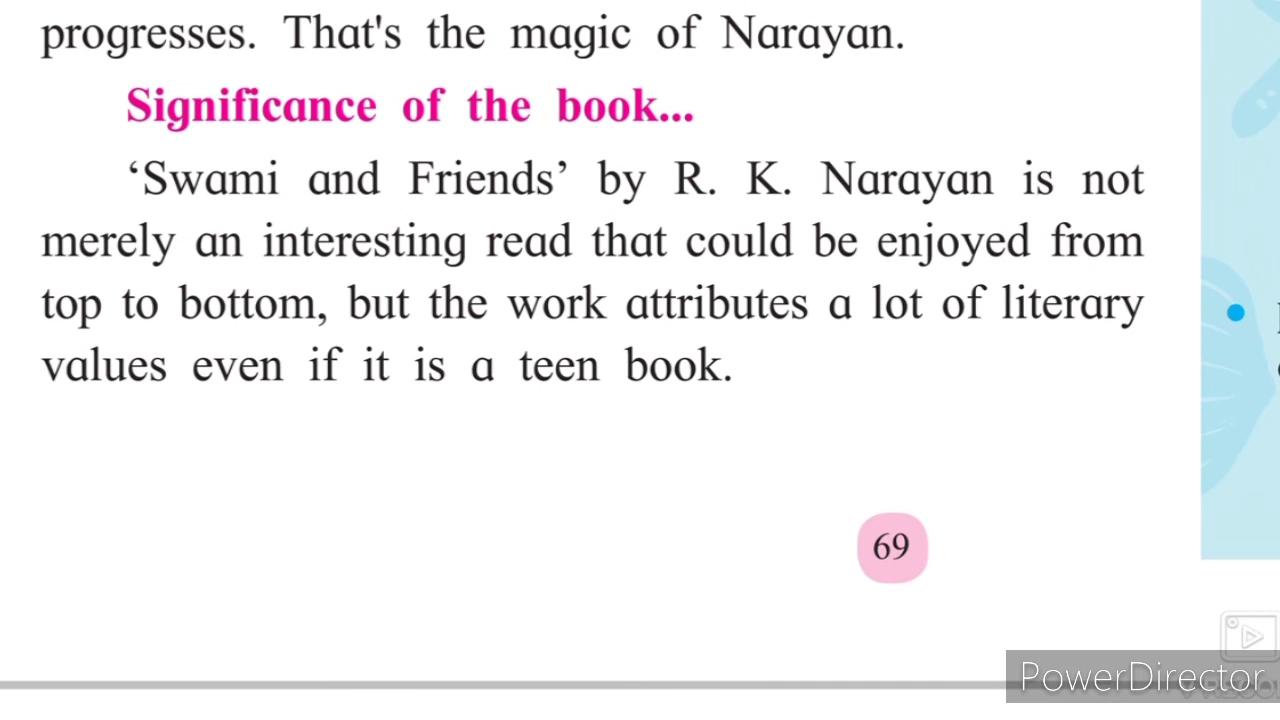 progresses. That's the magic of Narayan.
Significance of the book...
‘Swami and Friends’ by R. K. Narayan is not
merely an interesting read that could be enjoyed from
top to bottom, but the work attributes a lot of literary
values even if it is a teen book.
69
PowerDirector